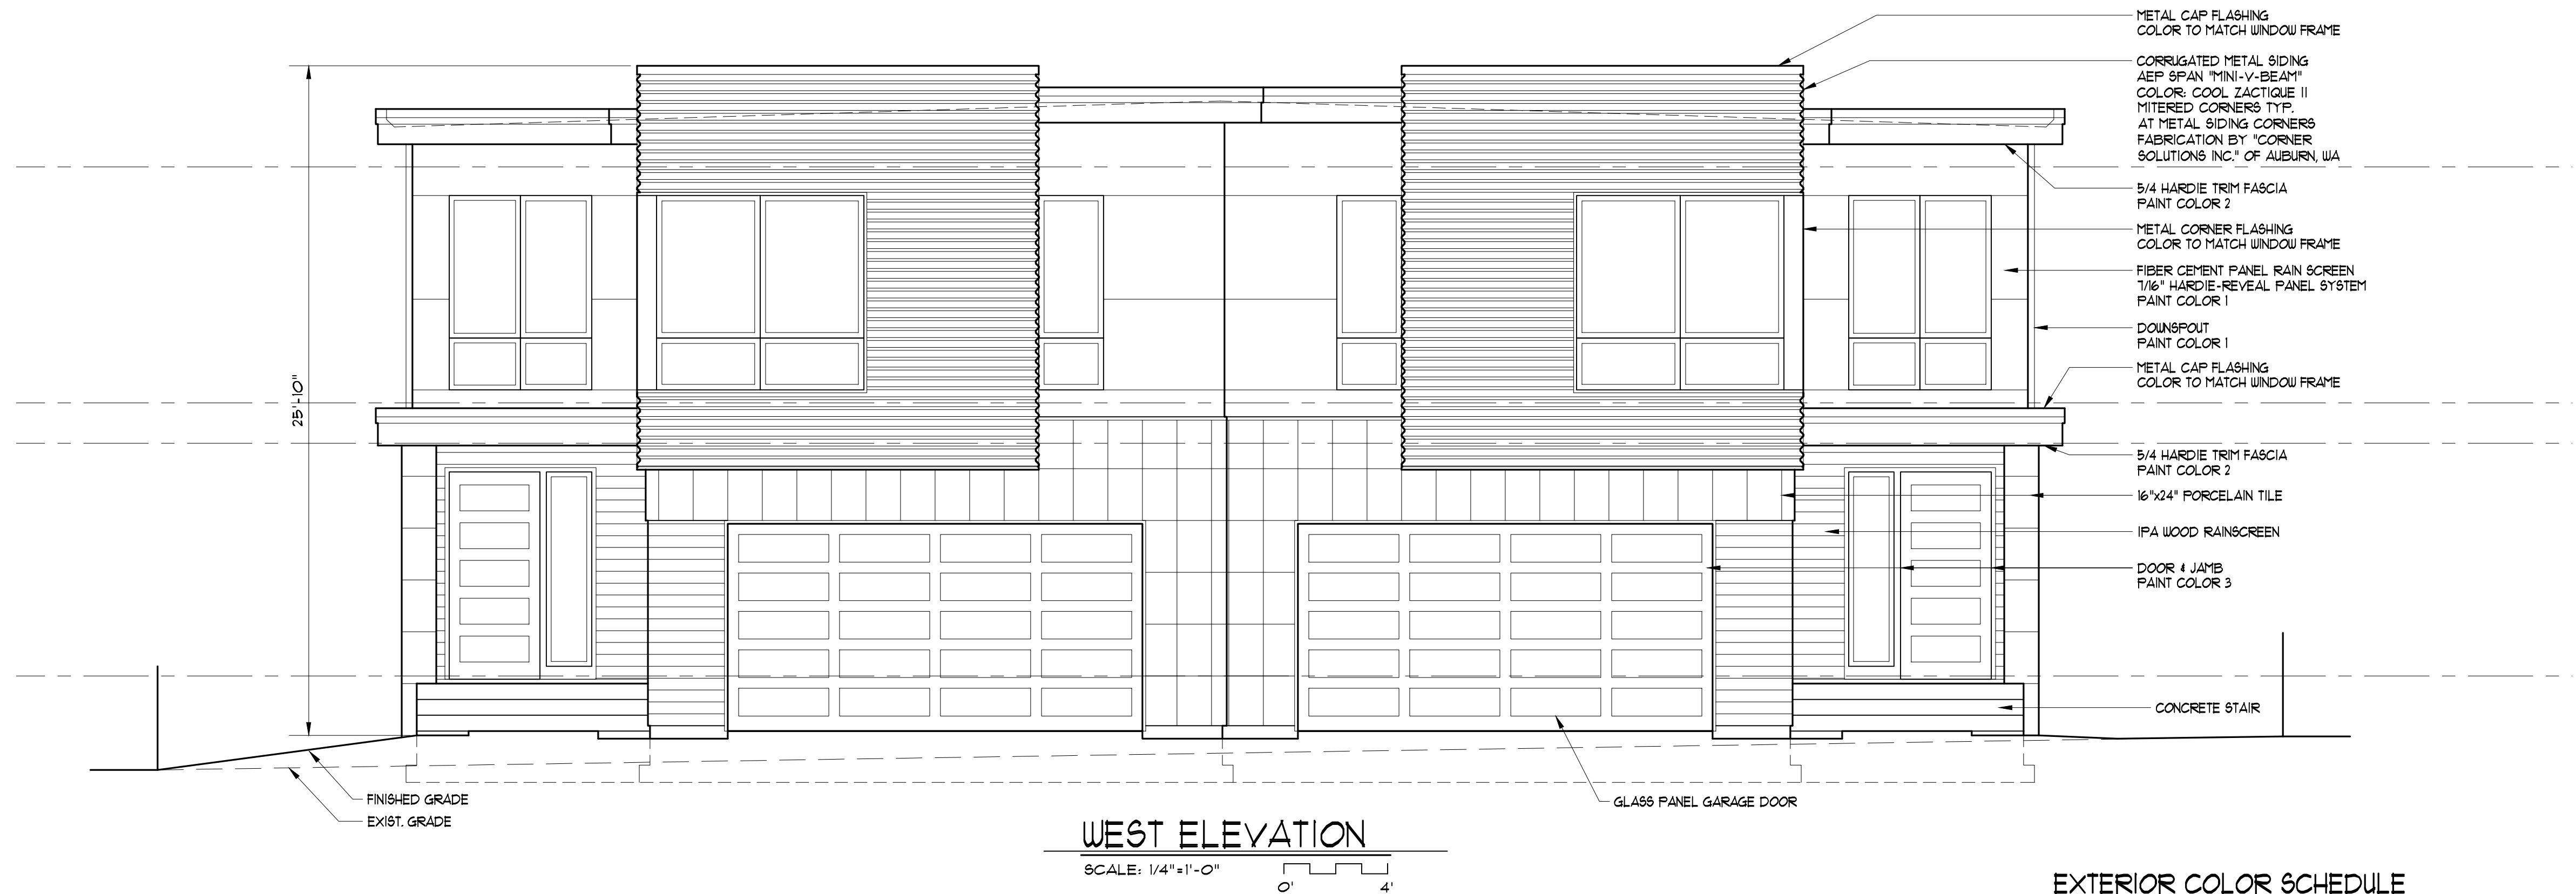 METAL CAP FLASHING
COLOR TO MATCH WINDOW FRAME
CORRUGATED METAL SIDING
AEP SPAN "MINI-V-BEAM"
COLOR: COOL ZACTIQUE II
MITERED CORNERS TYP.
AT METAL SIDING CORNERS
FABRICATION BY "CORNER
SOLUTIONS INC." OF AUBURN, WA
5/4 HARDIE TRIM FASCIA
PAINT COLOR 2
METAL CORNER FLASHING
COLOR TO MATCH WINDOW FRAME
FIBER CEMENT PANEL RAIN SCREEN
7/16" HARDIE-REVEAL PANEL SYSTEM
PAINT COLOR 1
DOWNSPOUT
PAINT COLOR 1
METAL CAP FLASHING
COLOR TO MATCH WINDOW FRAME
25'-10"
5/4 HARDIE TRIM FASCIA
PAINT COLOR 2
16"x24" PORCELAIN TILE
IPA WOOD RAINSCREEN
DOOR & JAMB
PAINT COLOR 3
CONCRETE STAIR
FINISHED GRADE
EXIST. GRADE
GLASS PANEL GARAGE DOOR
WEST ELEVATION
SCALE: 1/4"=1'-0"
0' 4'
EXTERIOR COLOR SCHEDULE